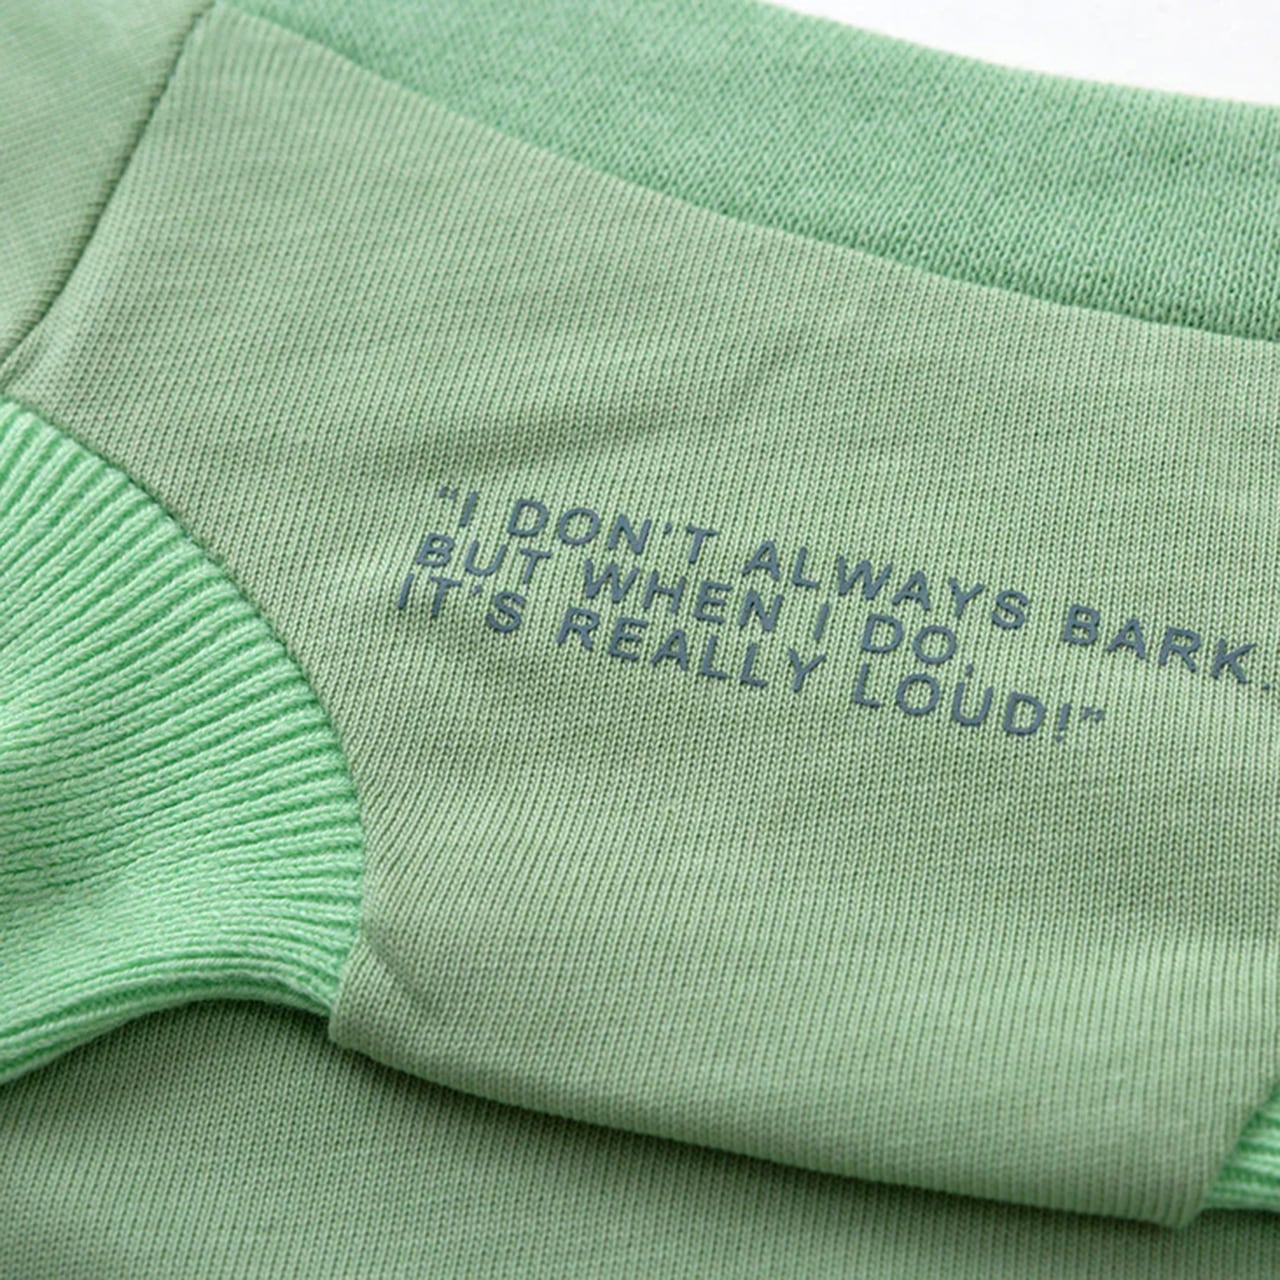 “I DON'T ALWAYS BARK..
BUT WHEN I DO,
IT'S REALLY LOUD!”